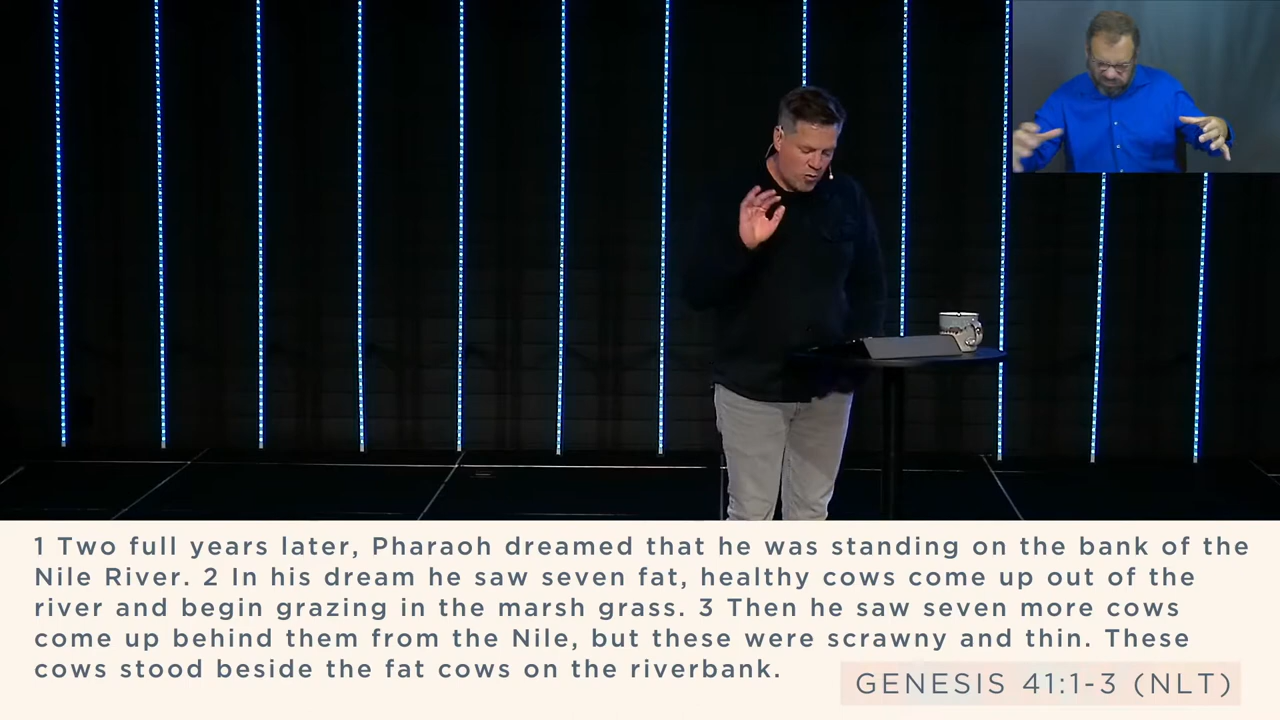 1 Two full years later, Pharaoh dreamed that he was standing on the bank of the
Nile River. 2 In his dream he saw seven fat, healthy cows come up out of the
river and begin grazing in the marsh grass. 3 Then he saw seven more cows
come up behind them from the Nile, but these were scrawny and thin. These
cows stood beside the fat cows on the riverbank.
GENESIS 41:1-3 (NLT)